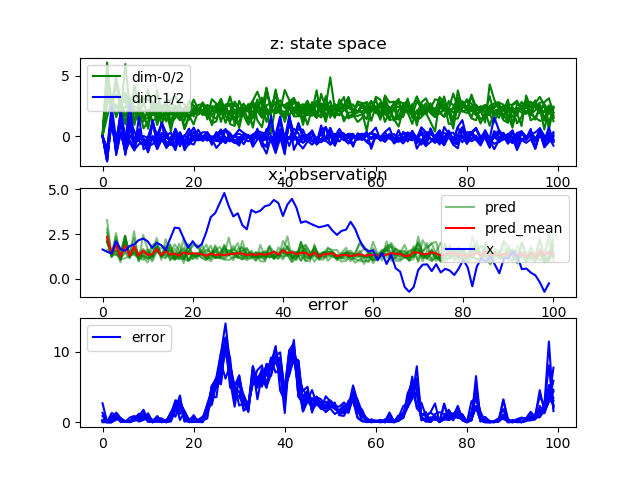 z: state space
5
0
dim-0/2
dim-1/2
0 20 40 60 80 100
x: observation
5.0
2.5
0.0
pred
pred_mean
x
0 20 40 60 80 100
error
10
0
error
0 20 40 60 80 100